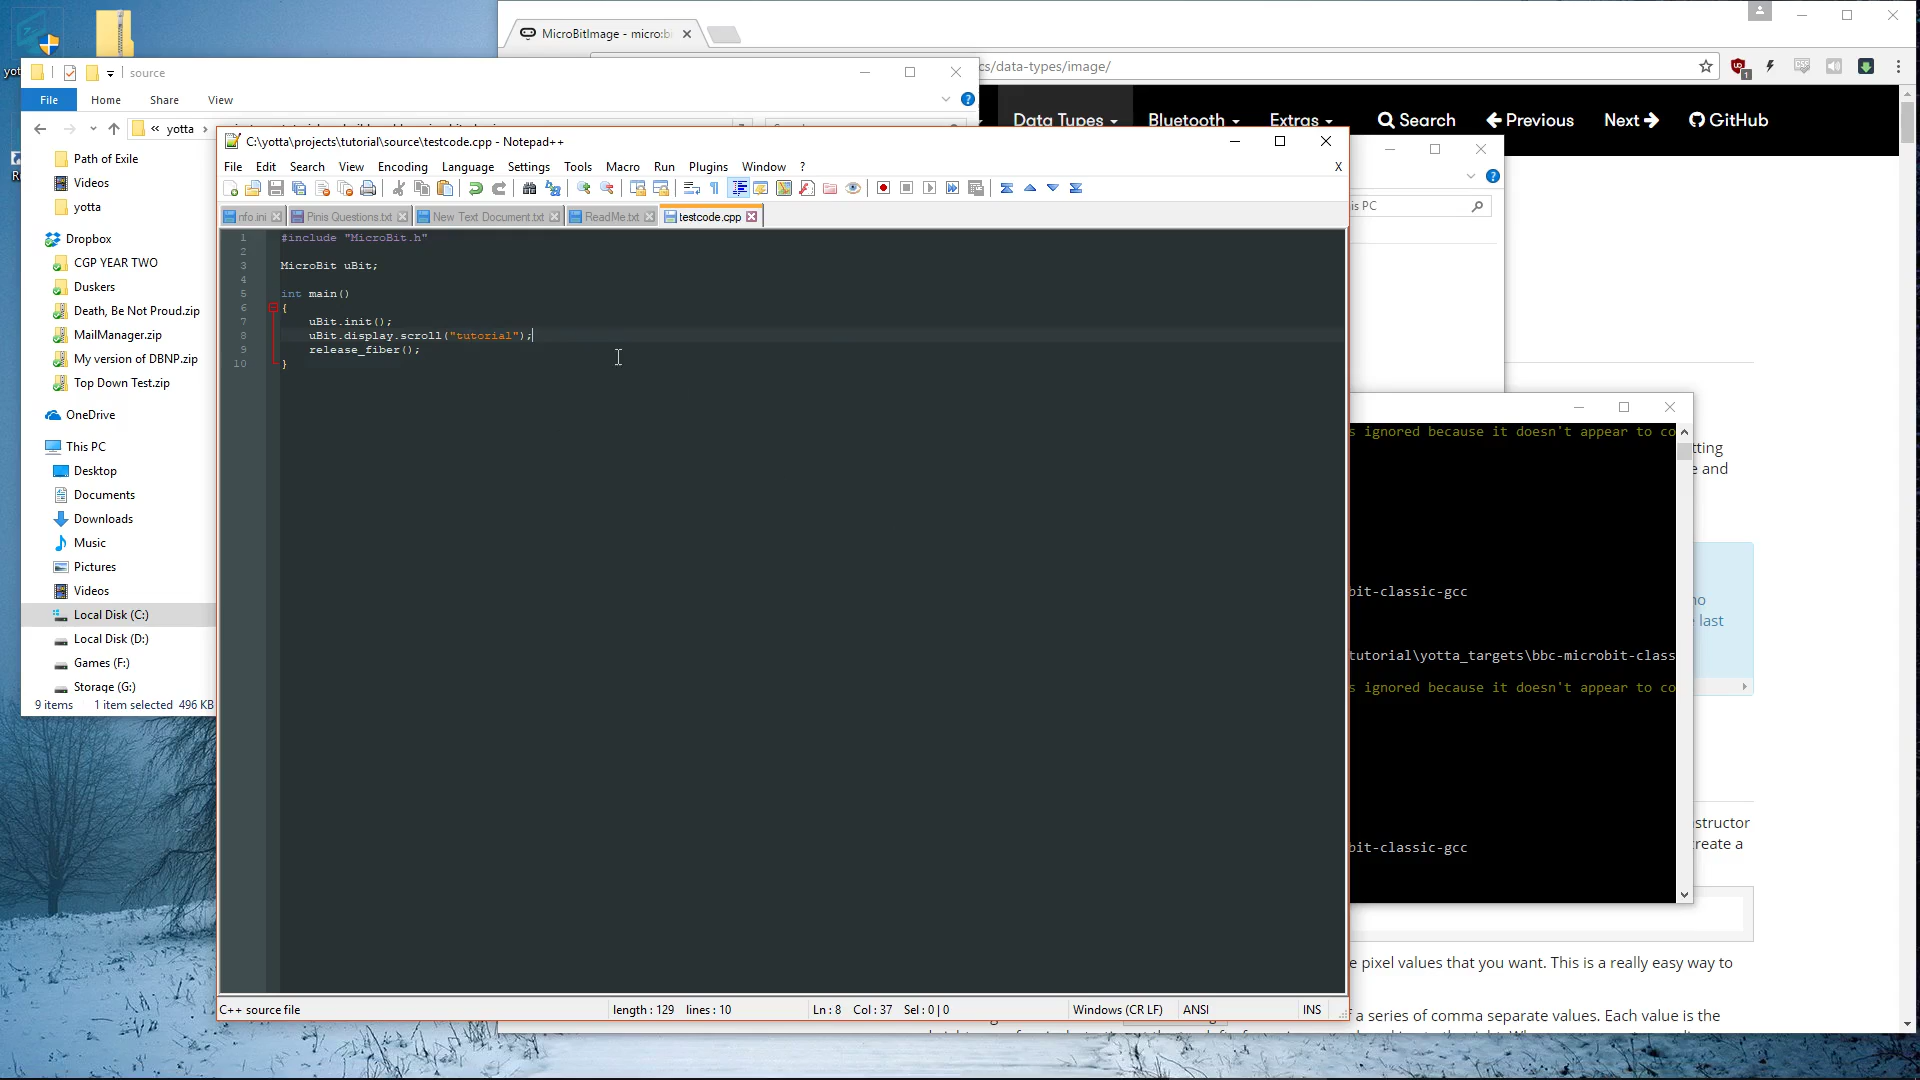 MicroBitImage - micro:b
cs/data-types/image/
source
File Home Share View
« yotta ›
Data Types Bluetooth Extras Search Previous Next GitHub
C:\yotta\projects\tutorial\source\testcode.cpp - Notepad++
File Edit Search View Encoding Language Settings Tools Macro Run Plugins Window ? X
nfo.ini Pinis Questions.txt New Text Document.txt ReadMe.txt testcode.cpp
1 #include "MicroBit.h"
2
3 MicroBit uBit;
4
5 int main()
6 {
7 uBit.init();
8 uBit.display.scroll("tutorial");
9 release_fiber();
10 }
Path of Exile
Videos
yotta
Dropbox
CGP YEAR TWO
Duskers
Death, Be Not Proud.zip
MailManager.zip
My version of DBNP.zip
Top Down Test.zip
OneDrive
This PC
Desktop
Documents
Downloads
Music
Pictures
Videos
Local Disk (C:)
Local Disk (D:)
Games (F:)
Storage (G:)
9 items 1 item selected 496 KB
is PC
s ignored because it doesn't appear to co
bit-classic-gcc
tutorial\yotta_targets\bbc-microbit-class
s ignored because it doesn't appear to co
bit-classic-gcc
tting
e and
no
last
structor
create a
e pixel values that you want. This is a really easy way to
f a series of comma separate values. Each value is the
C++ source file length : 129 lines : 10 Ln : 8 Col : 37 Sel : 0 | 0 Windows (CR LF) ANSI INS